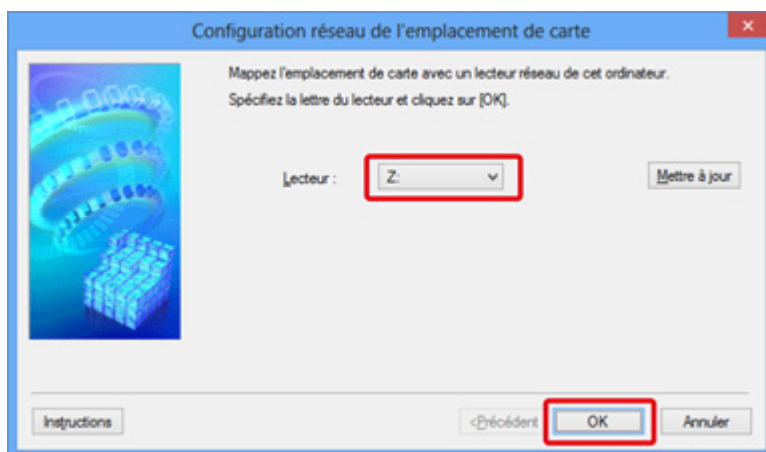 Configuration réseau de l'emplacement de carte
Mappez l'emplacement de carte avec un lecteur réseau de cet ordinateur.
Spécifiez la lettre du lecteur et cliquez sur [OK].
Lecteur : Z: Mettre à jour
Instructions <Précédent OK Annuler